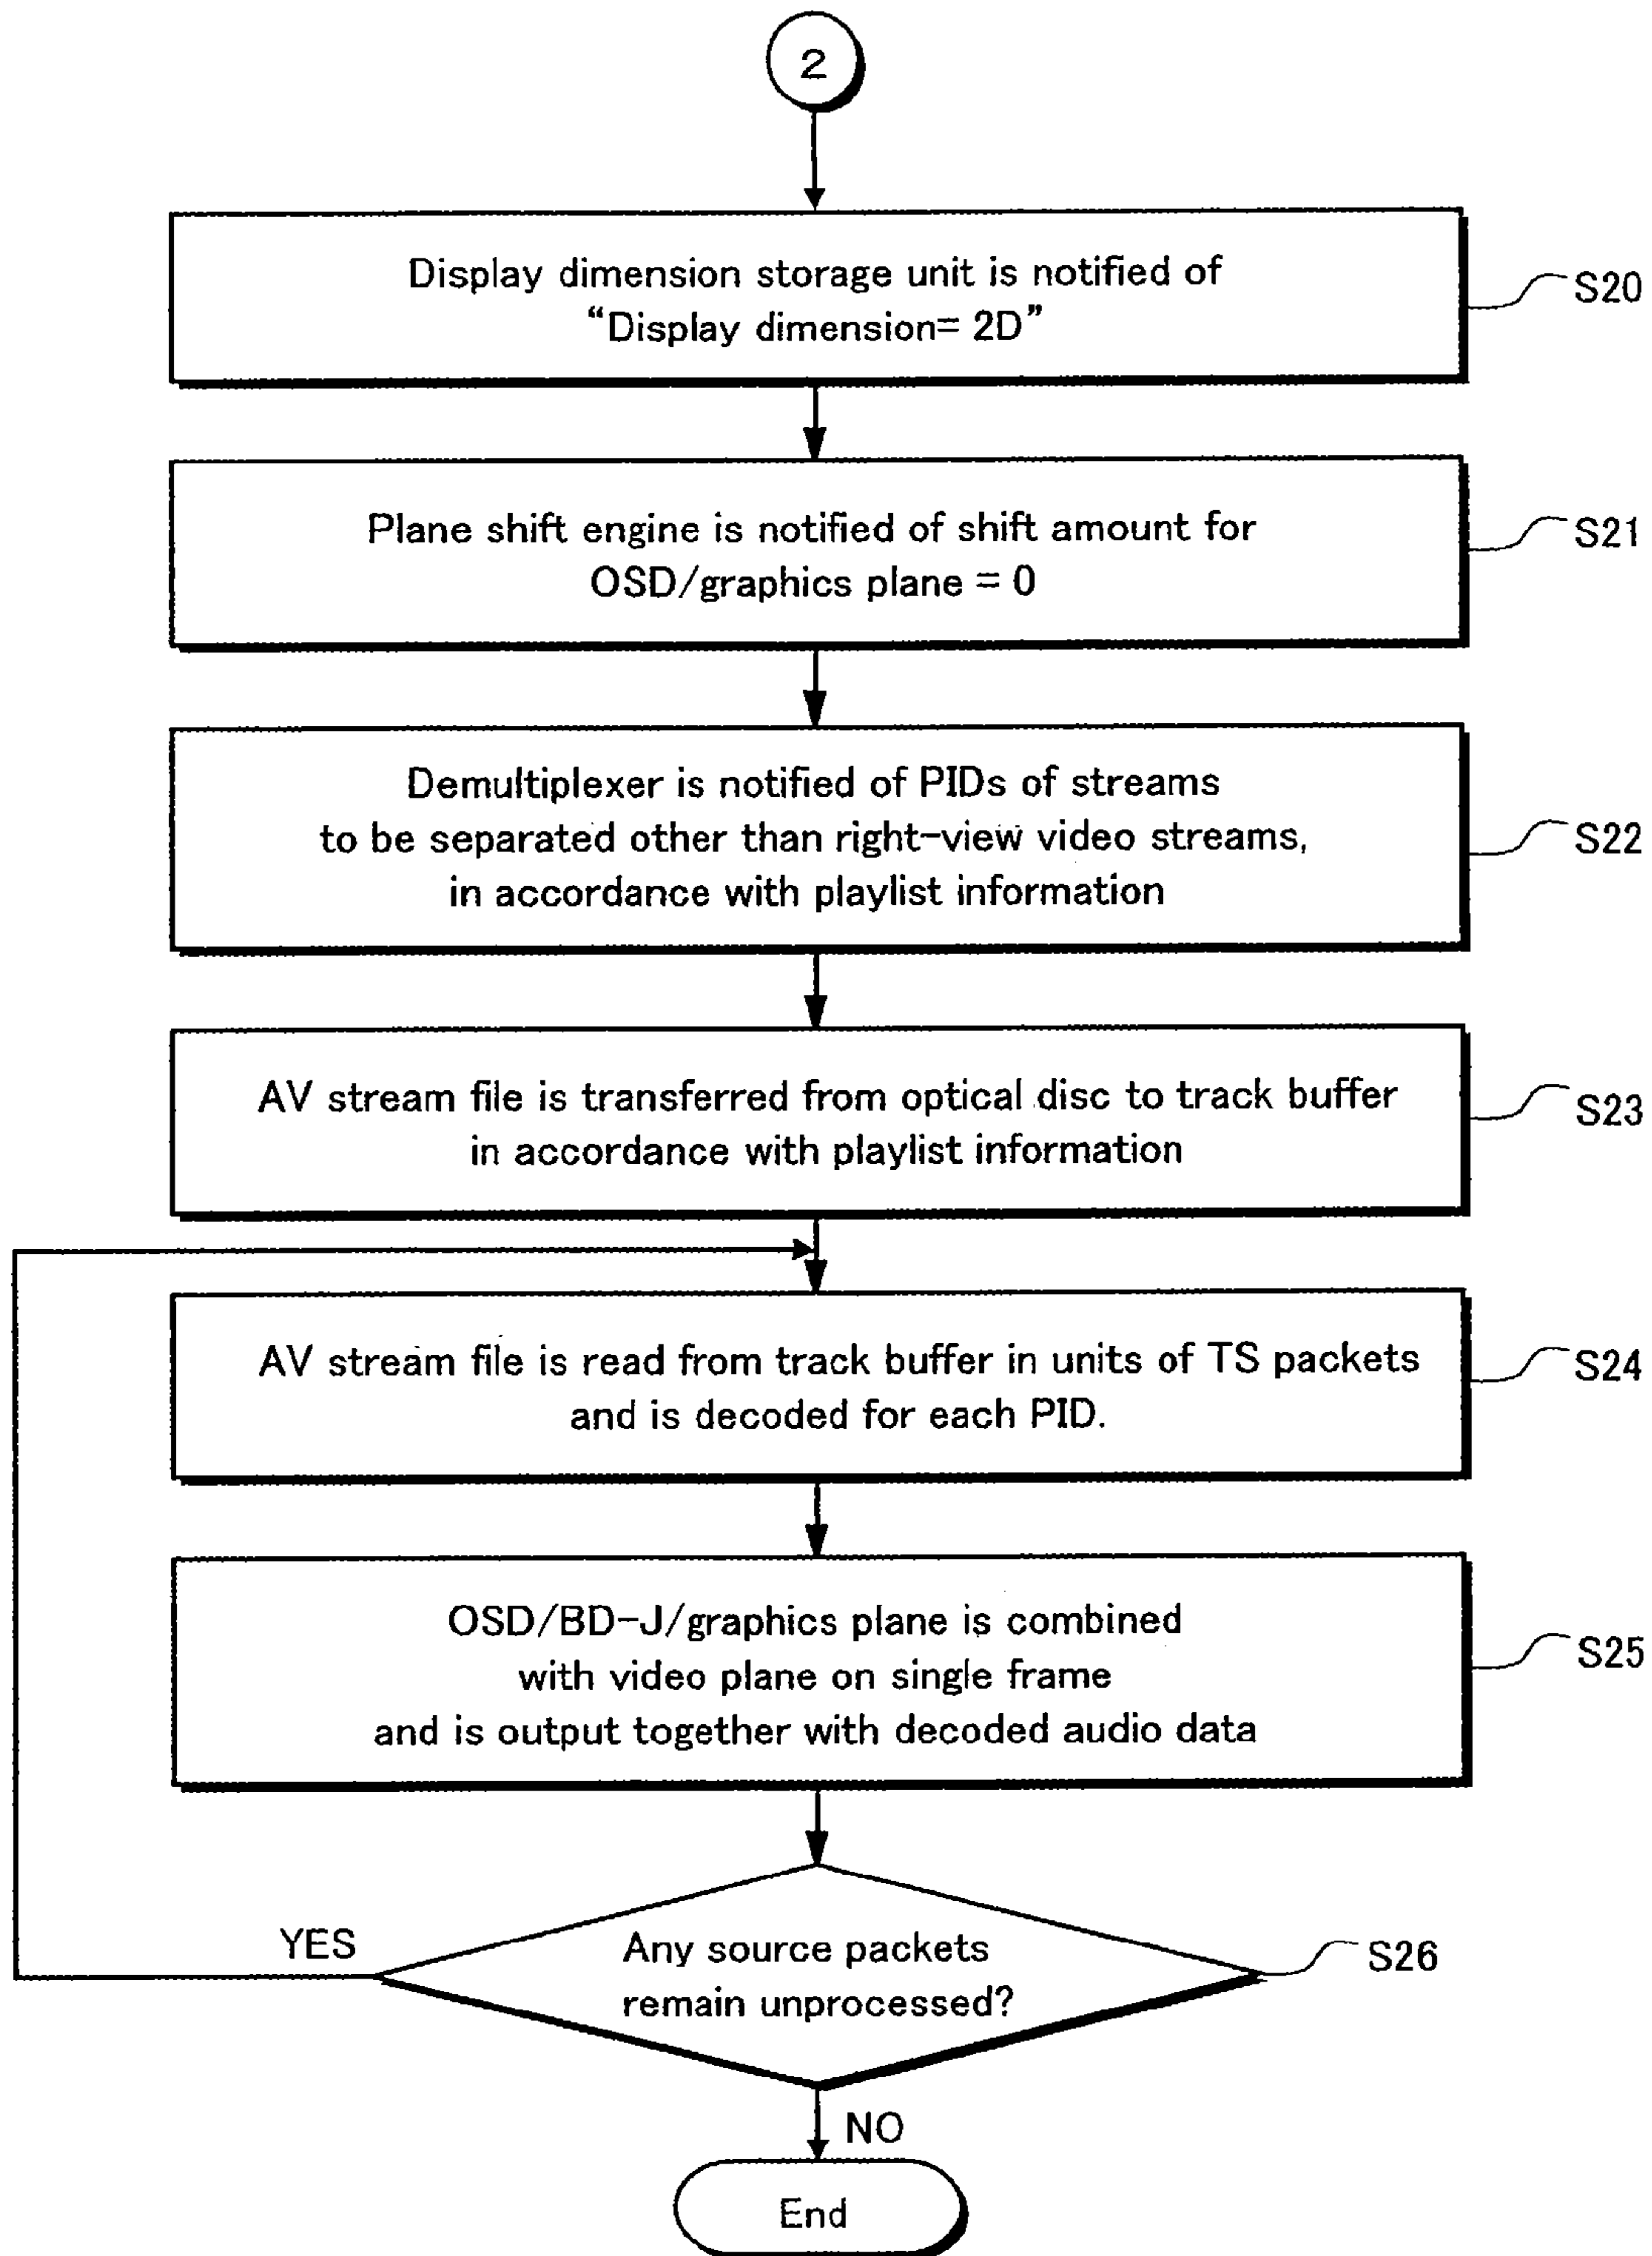 2
Display dimension storage unit is notified of
“Display dimension= 2D”
S20
Plane shift engine is notified of shift amount for
OSD/graphics plane = 0
S21
Demultiplexer is notified of PIDs of streams
to be separated other than right-view video streams,
in accordance with playlist information
S22
AV stream file is transferred from optical disc to track buffer
in accordance with playlist information
S23
AV stream file is read from track buffer in units of TS packets
and is decoded for each PID.
S24
OSD/BD-J/graphics plane is combined
with video plane on single frame
and is output together with decoded audio data
S25
YES
Any source packets
remain unprocessed?
S26
NO
End